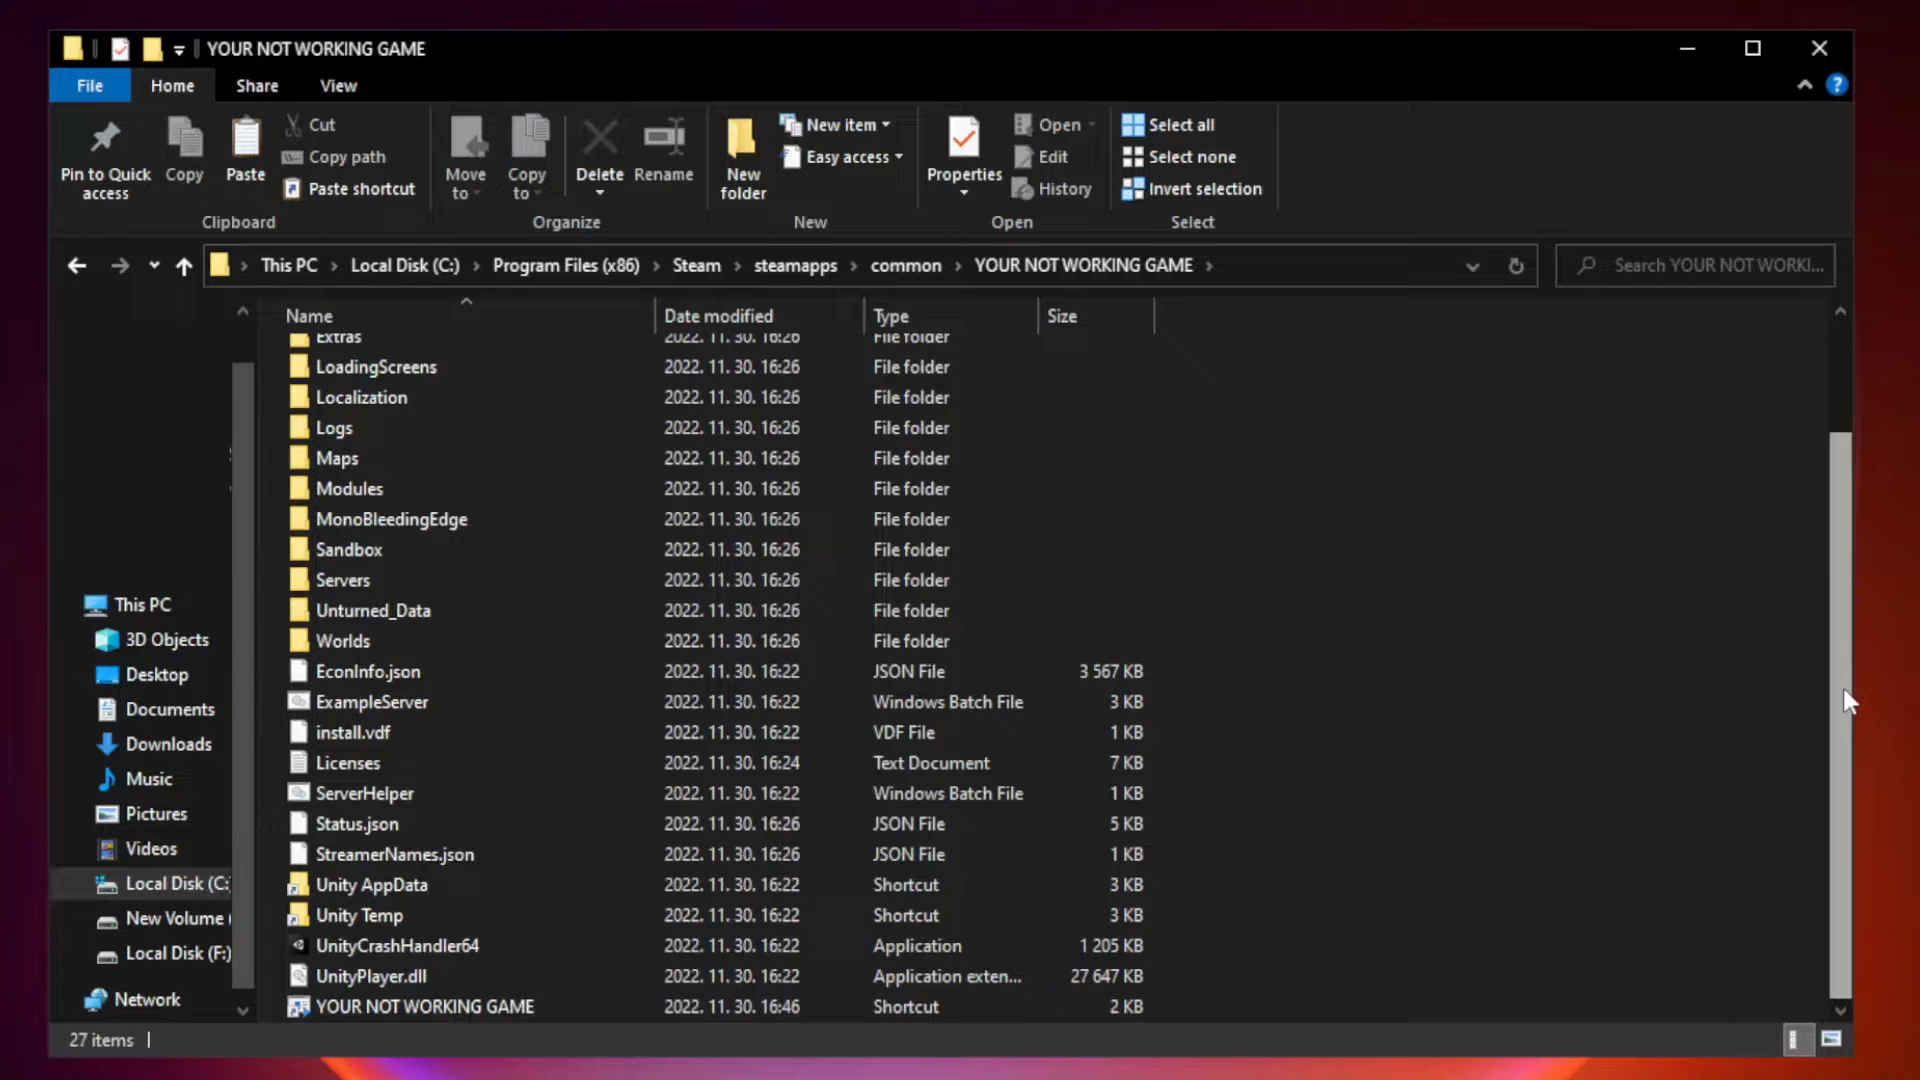 YOUR NOT WORKING GAME
File Home Share View
Pin to Quick access
Copy
Paste
Cut
Copy path
Paste shortcut
Clipboard
Move to
Copy to
Delete
Rename
Organize
New folder
New item
Easy access
New
Properties
Open
Edit
History
Open
Select all
Select none
Invert selection
Select
This PC › Local Disk (C:) › Program Files (x86) › Steam › steamapps › common › YOUR NOT WORKING GAME ›
Search YOUR NOT WORKI...
Name Date modified Type Size
Extras 2022. 11. 30. 16:26 File folder
LoadingScreens 2022. 11. 30. 16:26 File folder
Localization 2022. 11. 30. 16:26 File folder
Logs 2022. 11. 30. 16:26 File folder
Maps 2022. 11. 30. 16:26 File folder
Modules 2022. 11. 30. 16:26 File folder
MonoBleedingEdge 2022. 11. 30. 16:26 File folder
Sandbox 2022. 11. 30. 16:26 File folder
Servers 2022. 11. 30. 16:26 File folder
Unturned_Data 2022. 11. 30. 16:26 File folder
Worlds 2022. 11. 30. 16:26 File folder
EconInfo.json 2022. 11. 30. 16:22 JSON File 3 567 KB
ExampleServer 2022. 11. 30. 16:22 Windows Batch File 3 KB
install.vdf 2022. 11. 30. 16:22 VDF File 1 KB
Licenses 2022. 11. 30. 16:24 Text Document 7 KB
ServerHelper 2022. 11. 30. 16:22 Windows Batch File 1 KB
Status.json 2022. 11. 30. 16:26 JSON File 5 KB
StreamerNames.json 2022. 11. 30. 16:26 JSON File 1 KB
Unity AppData 2022. 11. 30. 16:22 Shortcut 3 KB
Unity Temp 2022. 11. 30. 16:22 Shortcut 3 KB
UnityCrashHandler64 2022. 11. 30. 16:22 Application 1 205 KB
UnityPlayer.dll 2022. 11. 30. 16:22 Application exten... 27 647 KB
YOUR NOT WORKING GAME 2022. 11. 30. 16:46 Shortcut 2 KB
This PC
3D Objects
Desktop
Documents
Downloads
Music
Pictures
Videos
Local Disk (C:
New Volume (
Local Disk (F:)
Network
27 items